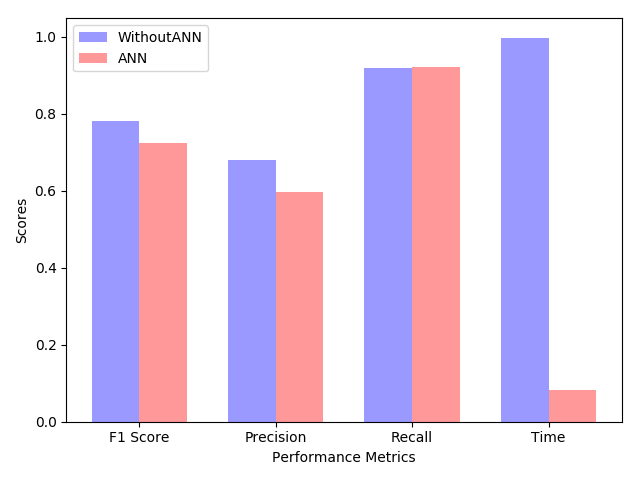 WithoutANN
ANN
1.0
0.8
0.6
0.4
0.2
0.0
Scores
F1 Score
Precision
Recall
Time
Performance Metrics